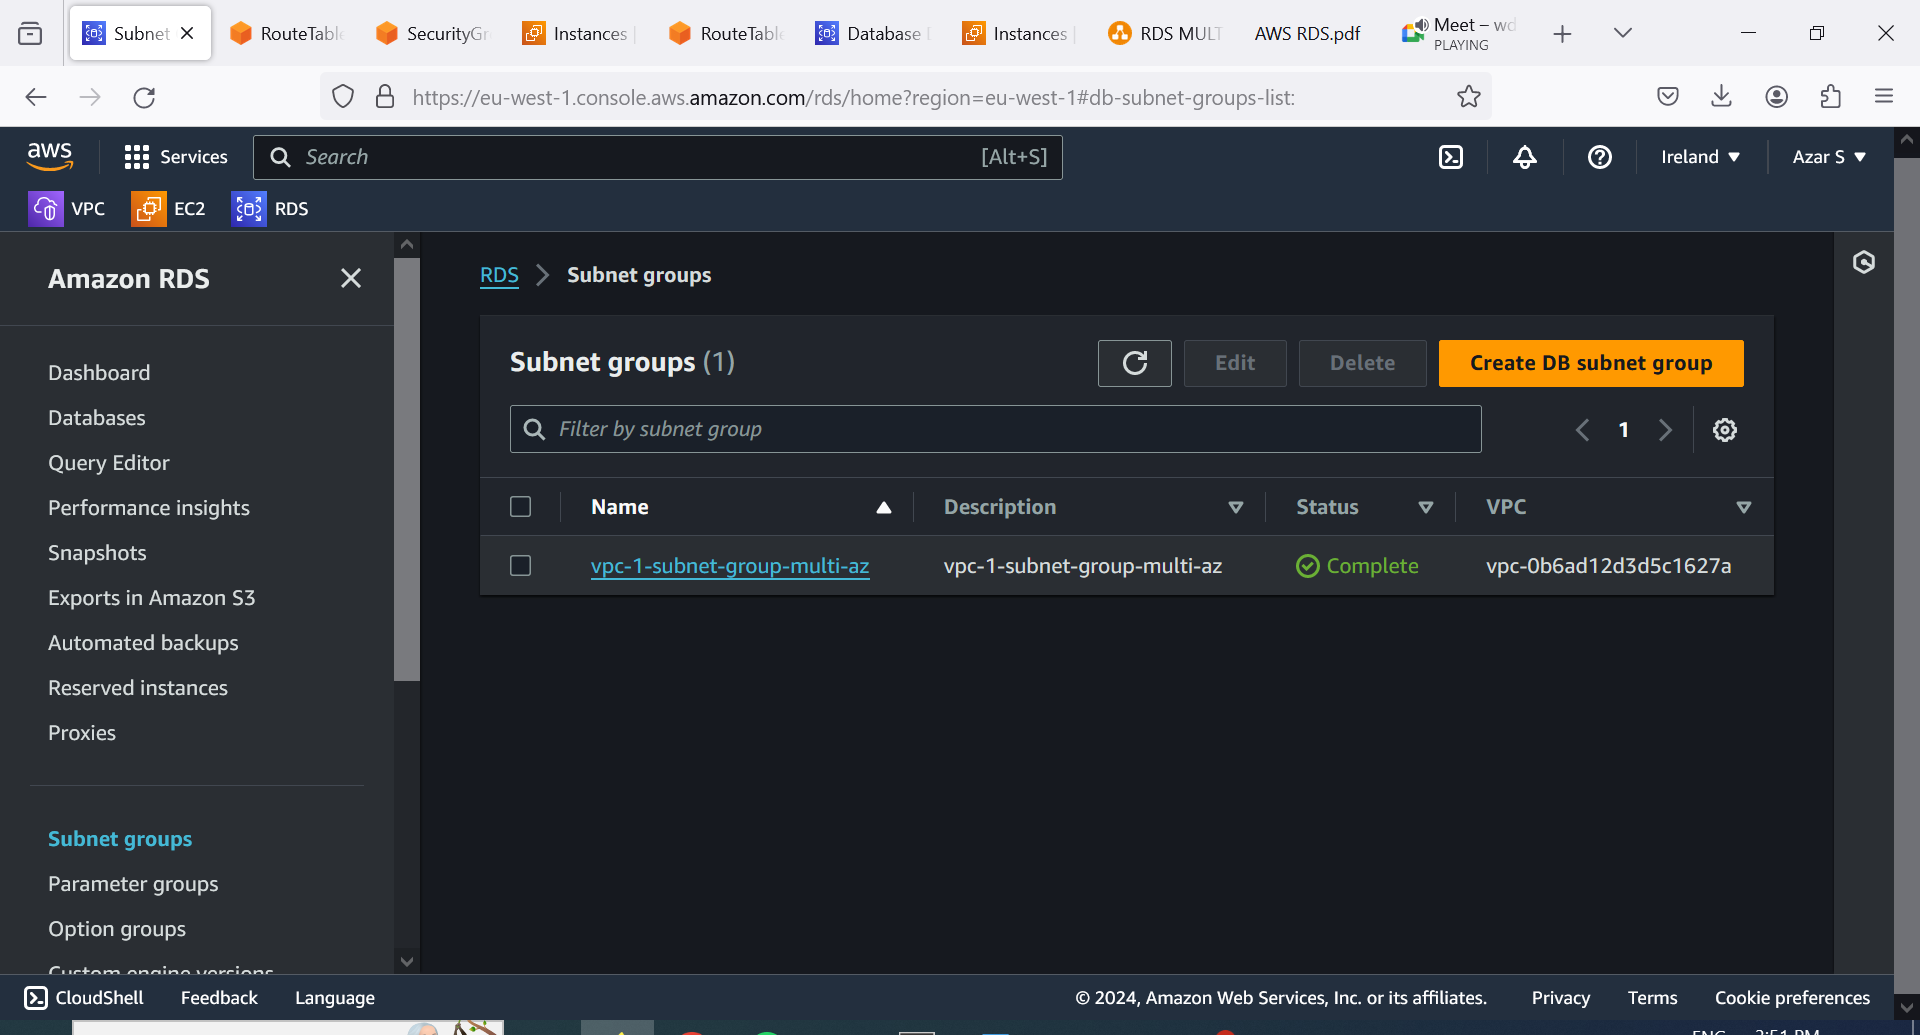 Subnet
RouteTable
SecurityGr
Instances
RouteTable
Database
Instances
RDS MULT
AWS RDS.pdf
Meet – wd
PLAYING
https://eu-west-1.console.aws.amazon.com/rds/home?region=eu-west-1#db-subnet-groups-list:
aws
Services
Search
[Alt+S]
Ireland
Azar S
VPC
EC2
RDS
Amazon RDS
Dashboard
Databases
Query Editor
Performance insights
Snapshots
Exports in Amazon S3
Automated backups
Reserved instances
Proxies
Subnet groups
Parameter groups
Option groups
Custom engine versions
RDS
Subnet groups
Subnet groups (1)
Edit
Delete
Create DB subnet group
Filter by subnet group
1
Name
Description
Status
VPC
vpc-1-subnet-group-multi-az
vpc-1-subnet-group-multi-az
Complete
vpc-0b6ad12d3d5c1627a
CloudShell
Feedback
Language
© 2024, Amazon Web Services, Inc. or its affiliates.
Privacy
Terms
Cookie preferences
ENG